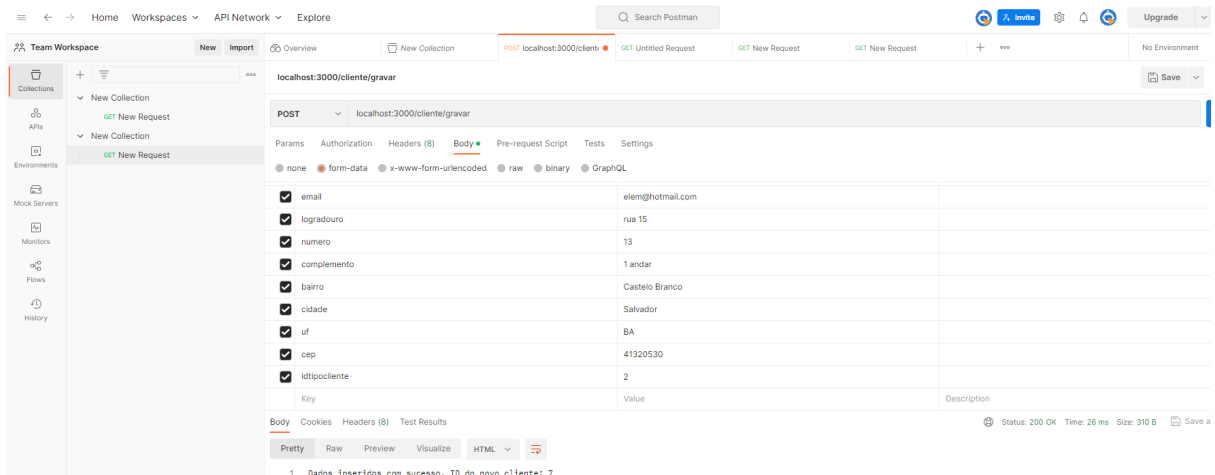 Home Workspaces API Network Explore Search Postman Invite Upgrade
Team Workspace New Import Overview New Collection POST localhost:3000/cliente GET Untitled Request GET New Request GET New Request No Environment
Collections
APIs
Environments
Mock Servers
Monitors
Flows
History
New Collection
GET New Request
New Collection
GET New Request
localhost:3000/cliente/gravar Save
POST localhost:3000/cliente/gravar
Params Authorization Headers (8) Body Pre-request Script Tests Settings
none form-data x-www-form-urlencoded raw binary GraphQL
email elem@hotmail.com
logradouro rua 15
numero 13
complemento 1 andar
bairro Castelo Branco
cidade Salvador
uf BA
cep 41320530
idtipocliente 2
Key Value Description
Body Cookies Headers (8) Test Results Status: 200 OK Time: 26 ms Size: 310 B Save a
Pretty Raw Preview Visualize HTML
1 Dados inseridos com sucesso. ID do novo cliente: 7